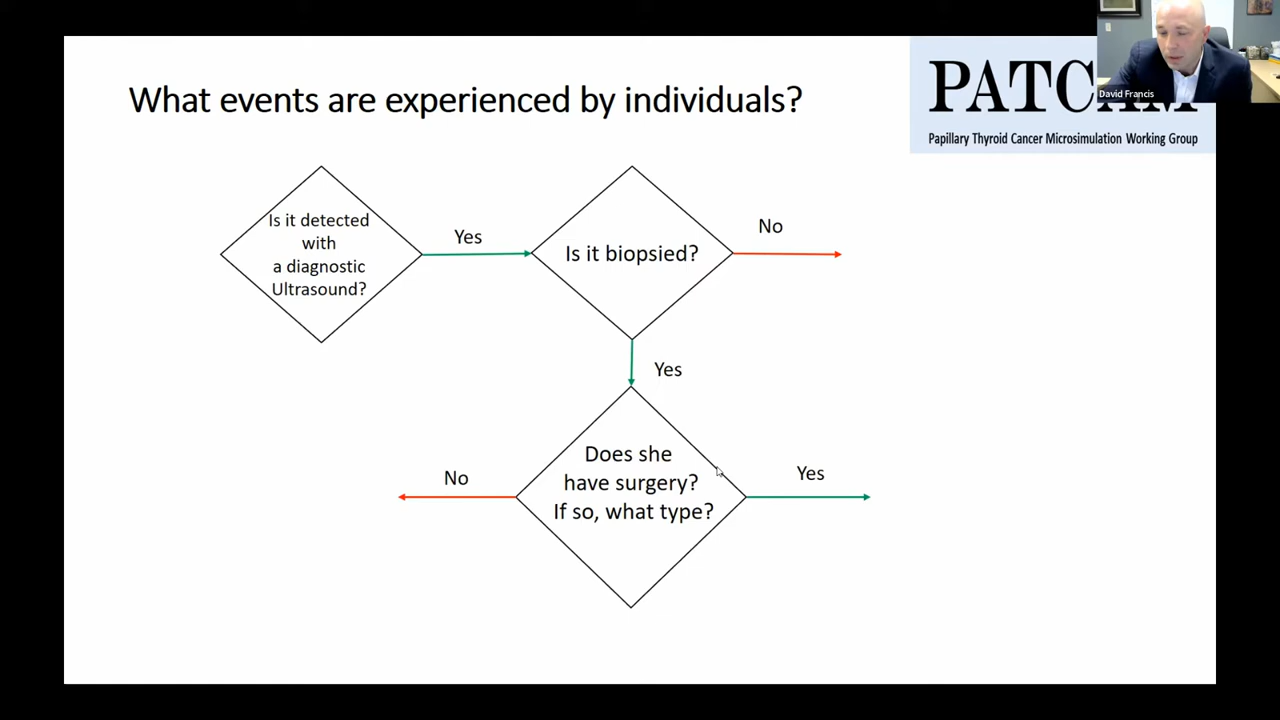 What events are experienced by individuals?
PATCAM
David Francis
Papillary Thyroid Cancer Microsimulation Working Group
Is it detected
with
a diagnostic
Ultrasound?
Yes
Is it biopsied?
No
Yes
Does she
have surgery?
If so, what type?
No
Yes